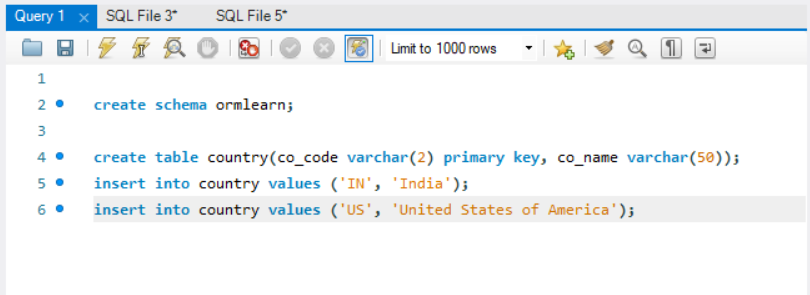 Query 1 × SQL File 3* SQL File 5*
Limit to 1000 rows
1
2 create schema ormlearn;
3
4 create table country(co_code varchar(2) primary key, co_name varchar(50));
5 insert into country values ('IN', 'India');
6 insert into country values ('US', 'United States of America');